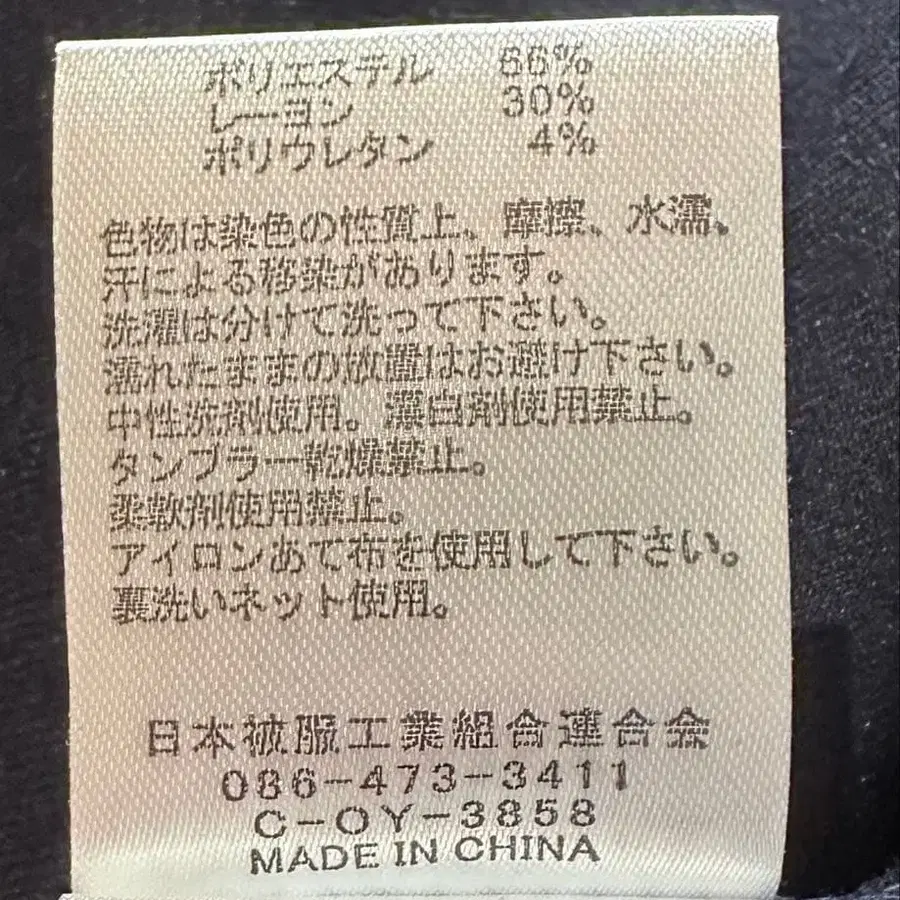 ポリエステル 66%
レーヨン 30%
ポリウレタン 4%
色物は染色の性質上、摩擦、水濡、
汗による移染があります。
洗濯は分けて洗って下さい。
濡れたままの放置はお避け下さい。
中性洗剤使用。漂白剤使用禁止。
タンブラー乾燥禁止。
柔軟剤使用禁止。
アイロンあて布を使用して下さい。
裏洗いネット使用。
日本被服工業組合連合会
086-473-3411
C-OY-3858
MADE IN CHINA